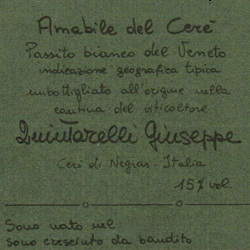 Amabile del Cerè
Passito bianco del Veneto
indicazione geografica tipica
imbottigliato all'origine nella
cantina del viticoltore
Quintarelli Giuseppe
Cerè di Negrar - Italia
15% vol.
Sono nato nel
sono cresciuto da bandito